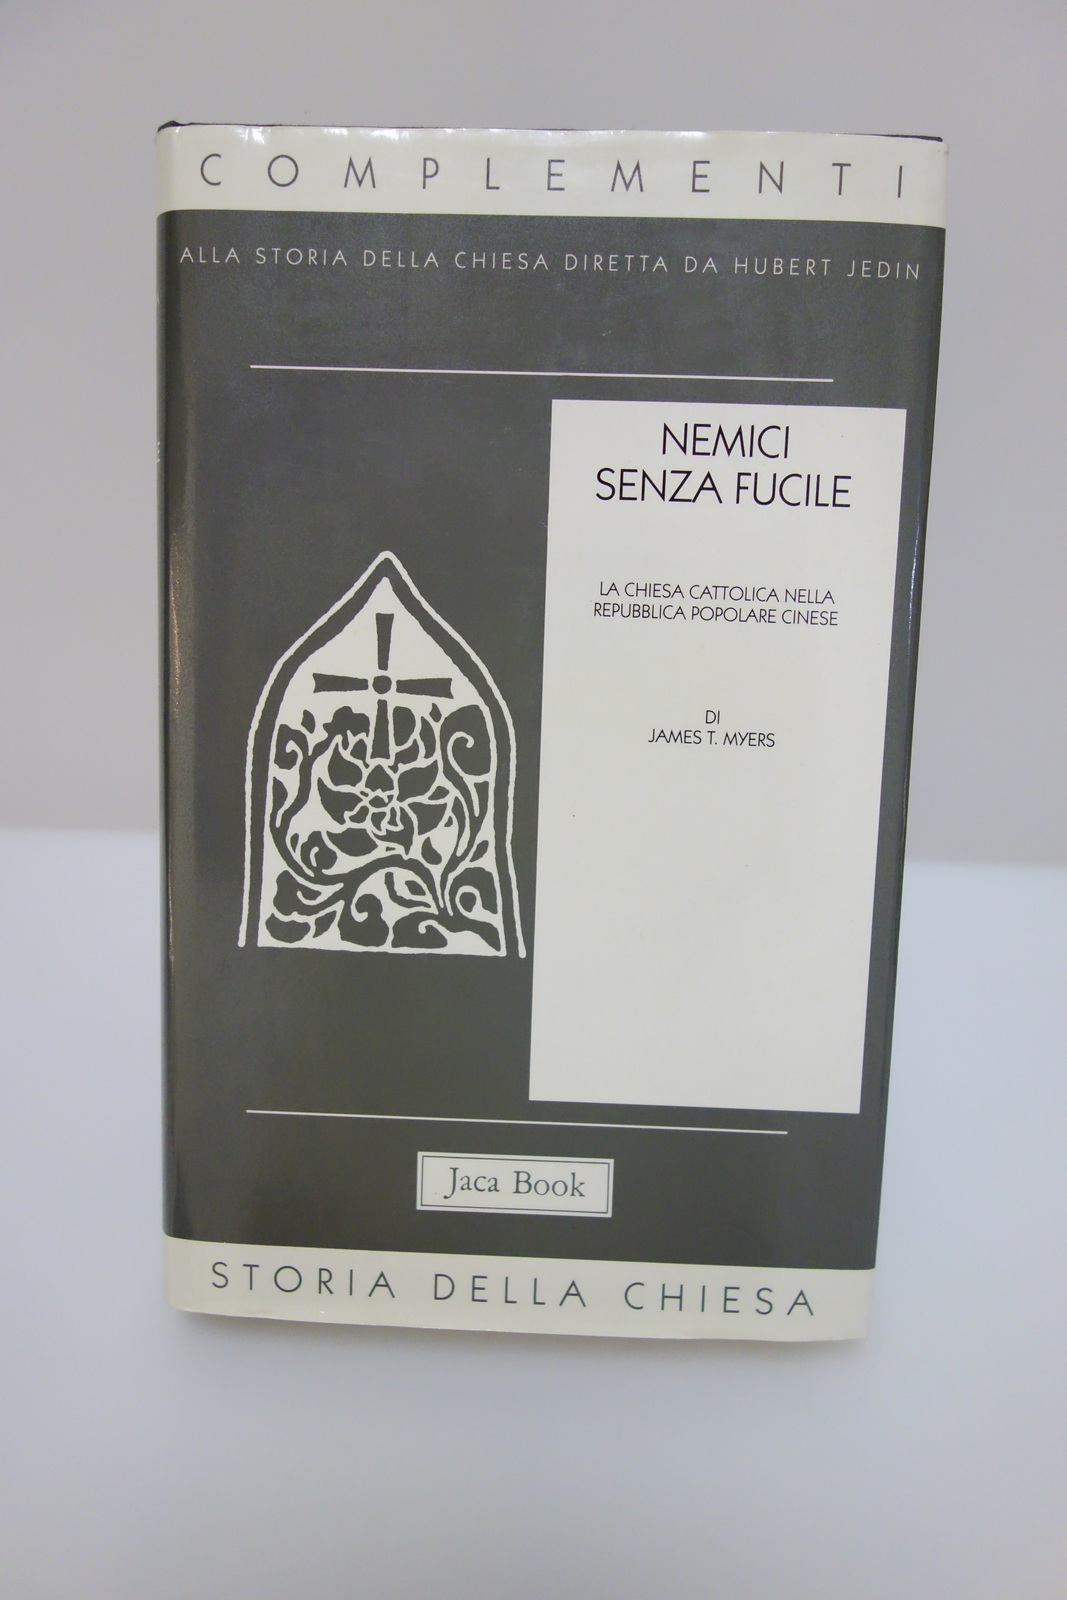 COMPLEMENTI
ALLA STORIA DELLA CHIESA DIRETTA DA HUBERT JEDIN
NEMICI
SENZA FUCILE
LA CHIESA CATTOLICA NELLA
REPUBBLICA POPOLARE CINESE
DI
JAMES T. MYERS
Jaca Book
STORIA DELLA CHIESA